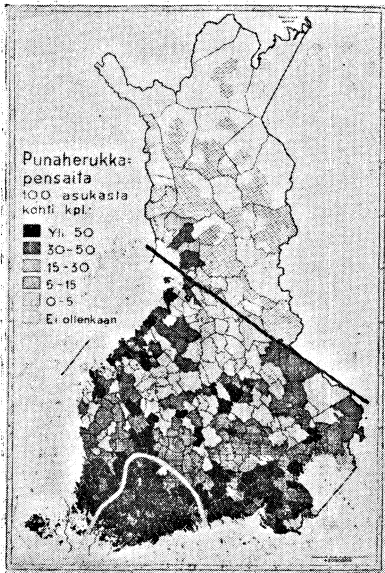 Punaherukka=
pensaita
100 asukasta
kohti kpl.:
Yli 50
30-50
15-30
5-15
0-5
Ei ollenkaan